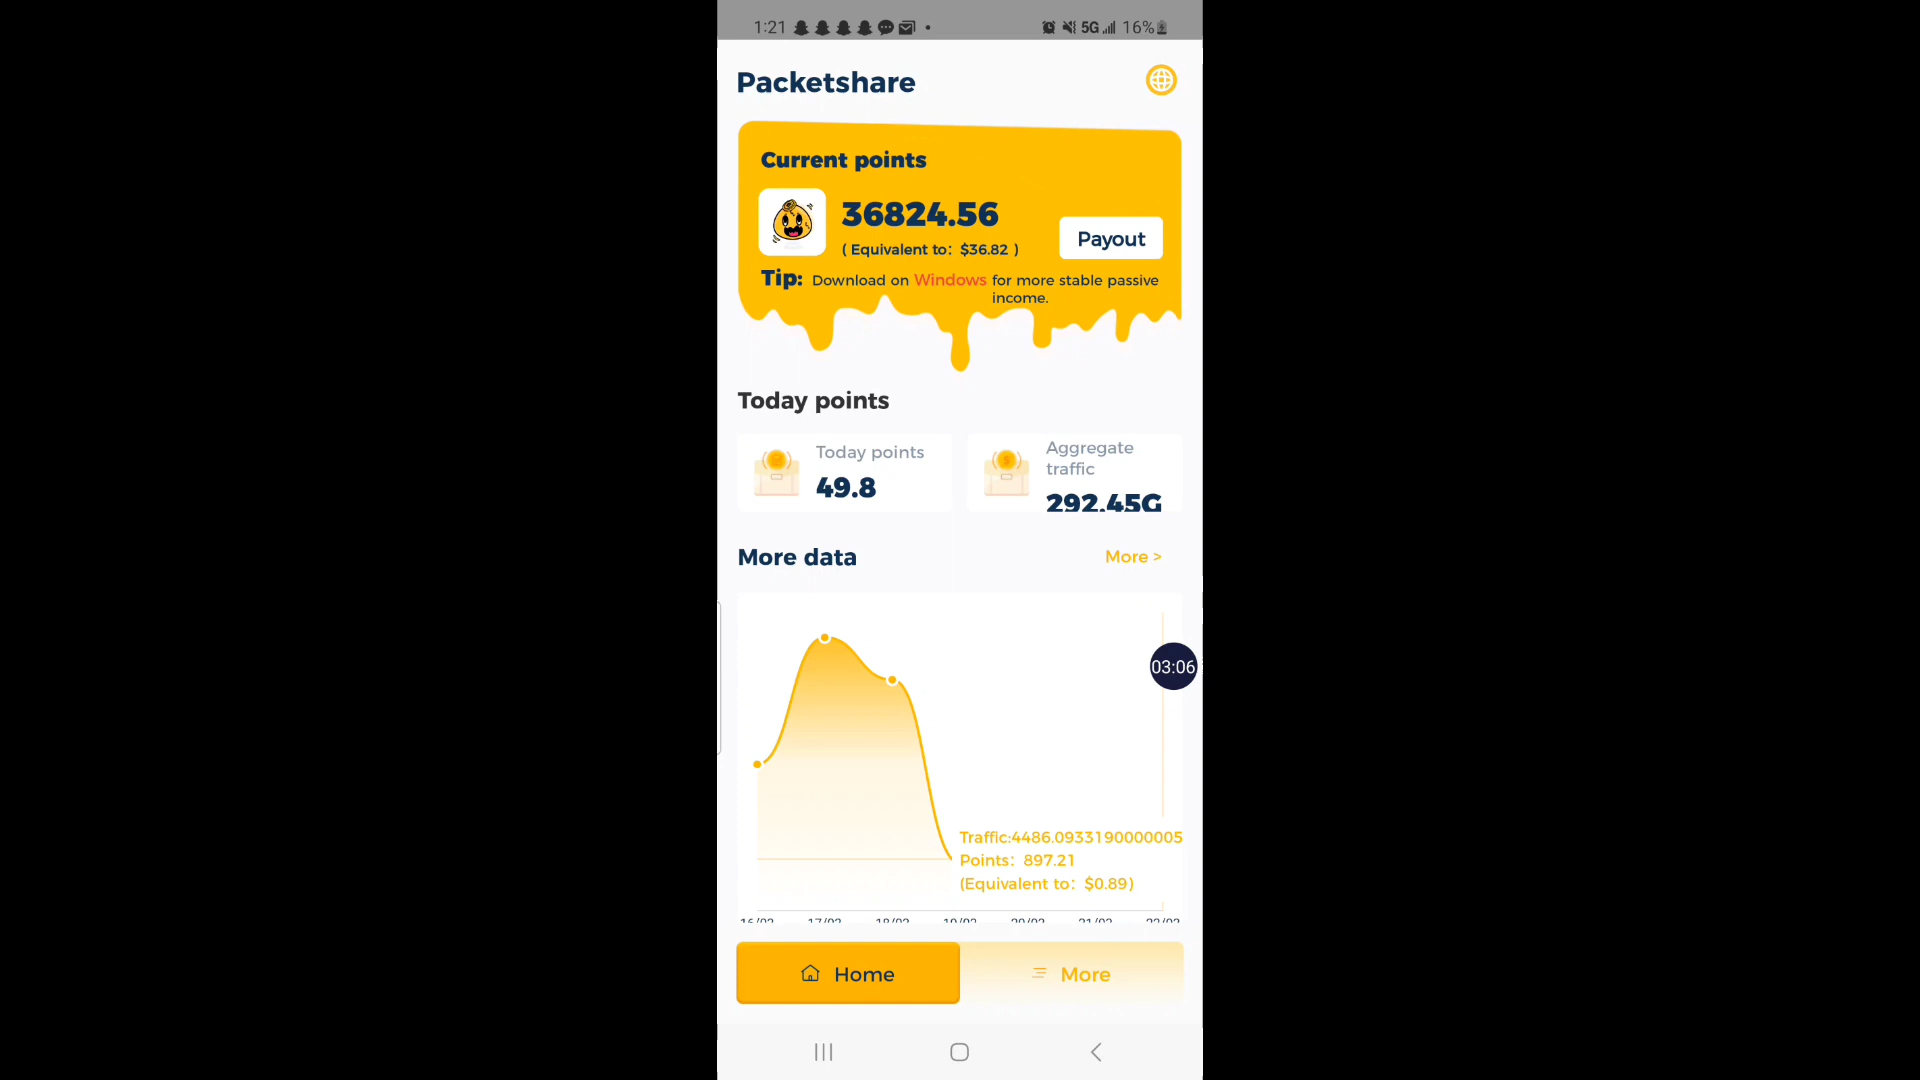 1:21
5G 16%
Packetshare
Current points
36824.56
( Equivalent to: $36.82 )
Payout
Tip: Download on Windows for more stable passive
income.
Today points
Today points
49.8
Aggregate
traffic
292.45G
More data
More >
03:06
Traffic:4486.0933190000005
Points: 897.21
(Equivalent to: $0.89)
Home
More